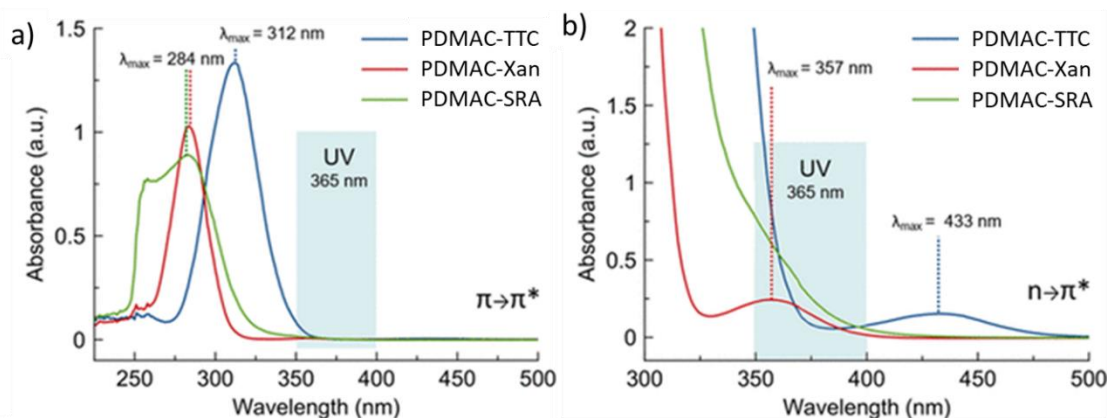 a)
1.5
1
0.5
0
Absorbance (a.u.)
λmax = 312 nm
λmax = 284 nm
PDMAC-TTC
PDMAC-Xan
PDMAC-SRA
UV
365 nm
π→π*
250 300 350 400 450 500
Wavelength (nm)
b)
2
1.5
1
0.5
0
Absorbance (a.u.)
λmax = 357 nm
PDMAC-TTC
PDMAC-Xan
PDMAC-SRA
UV
365 nm
λmax = 433 nm
n→π*
300 350 400 450 500
Wavelength (nm)